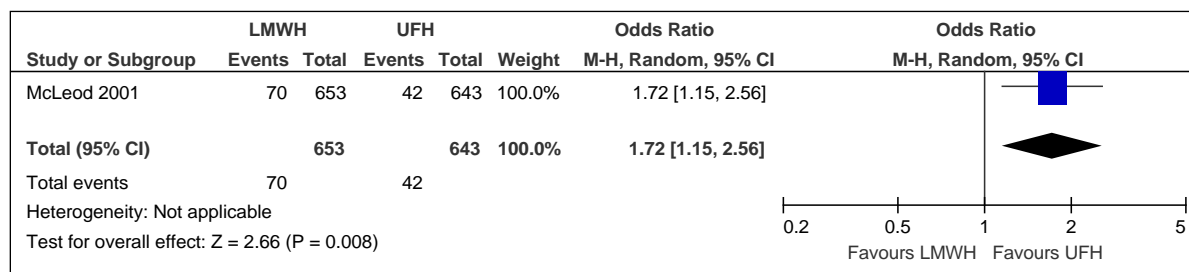 LMWH UFH Odds Ratio Odds Ratio
Study or Subgroup Events Total Events Total Weight M-H, Random, 95% CI M-H, Random, 95% CI
McLeod 2001 70 653 42 643 100.0% 1.72 [1.15, 2.56]
Total (95% CI) 653 643 100.0% 1.72 [1.15, 2.56]
Total events 70 42
Heterogeneity: Not applicable
Test for overall effect: Z = 2.66 (P = 0.008)
0.2 0.5 1 2 5
Favours LMWH Favours UFH